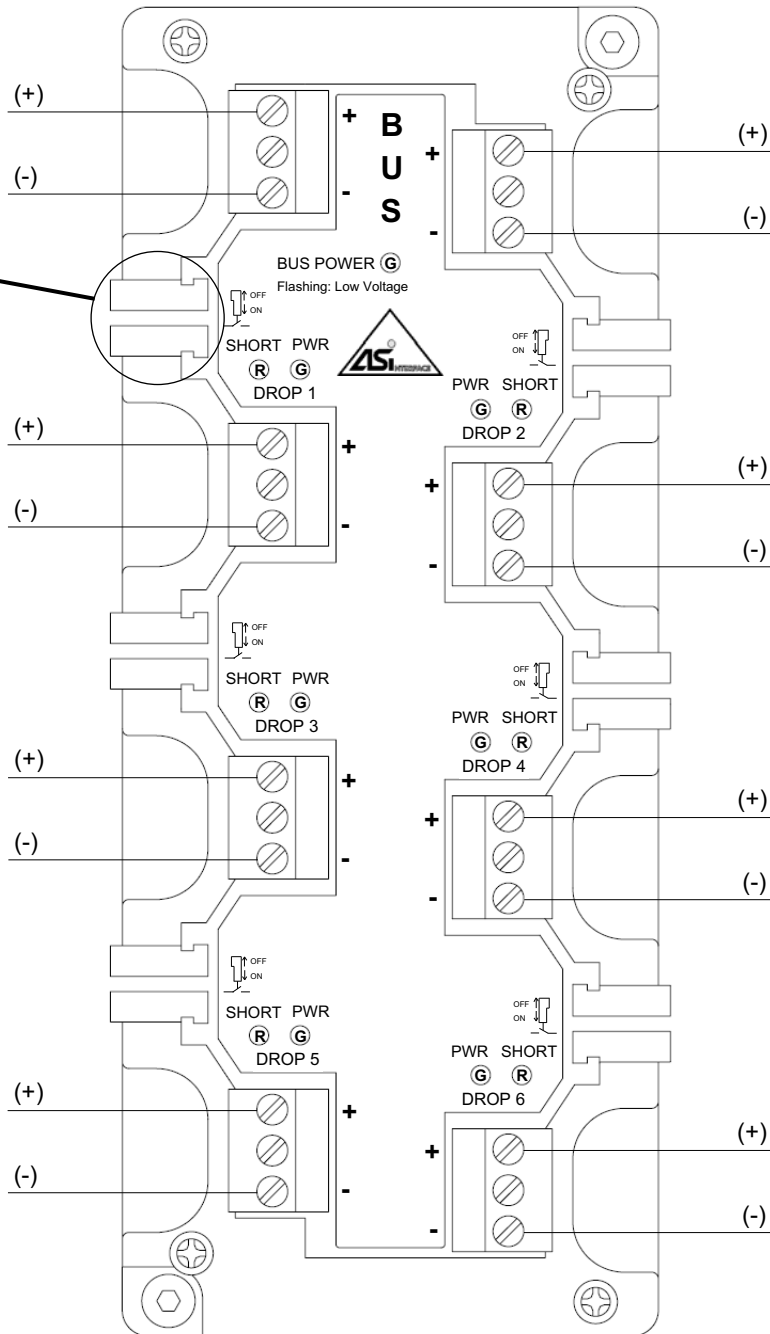 (+)
(-)
+
-
B
U
S
+
-
(+)
(-)
BUS POWER G
Flashing: Low Voltage
OFF
ON
SHORT PWR
R G
DROP 1
ASi INTERFACE
OFF
ON
PWR SHORT
G R
DROP 2
(+)
(-)
+
-
+
-
(+)
(-)
OFF
ON
SHORT PWR
R G
DROP 3
OFF
ON
PWR SHORT
G R
DROP 4
(+)
(-)
+
-
+
-
(+)
(-)
OFF
ON
SHORT PWR
R G
DROP 5
OFF
ON
PWR SHORT
G R
DROP 6
(+)
(-)
+
-
+
-
(+)
(-)